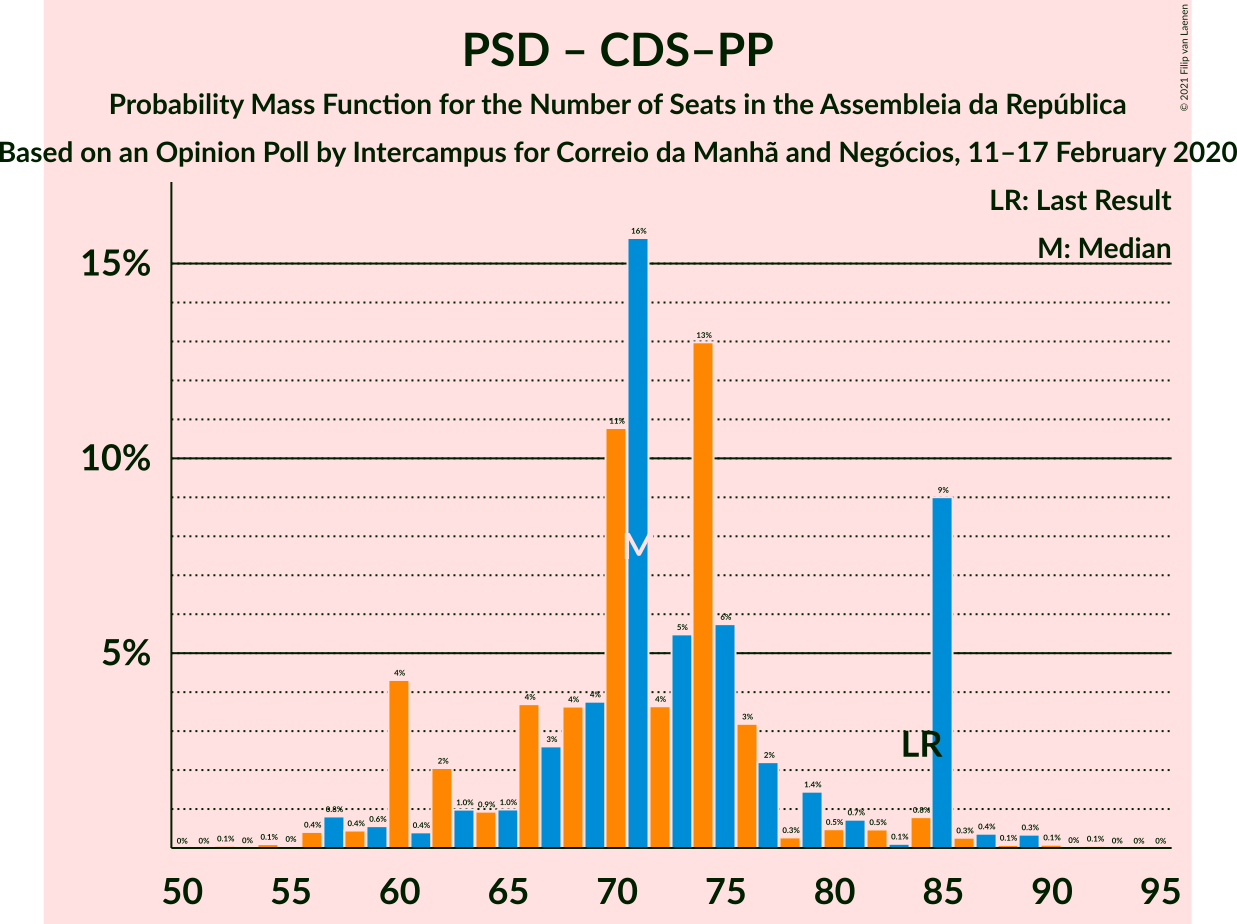 PSD – CDS–PP
Probability Mass Function for the Number of Seats in the Assembleia da República
Based on an Opinion Poll by Intercampus for Correio da Manhã and Negócios, 11–17 February 2020
© 2021 Filip van Laenen
LR: Last Result
M: Median
15%
10%
5%
0% 0% 0.1% 0% 0.1% 0% 0.4% 0.8% 0.4% 0.6% 4% 0.4% 2% 1.0% 0.9% 1.0% 4% 3% 4% 4% 11% 16% 4% 5% 13% 6% 3% 2% 0.3% 1.4% 0.5% 0.7% 0.5% 0.1% 0.8% 9% 0.3% 0.4% 0.1% 0.3% 0.1% 0% 0.1% 0% 0% 0%
M
LR
50 55 60 65 70 75 80 85 90 95